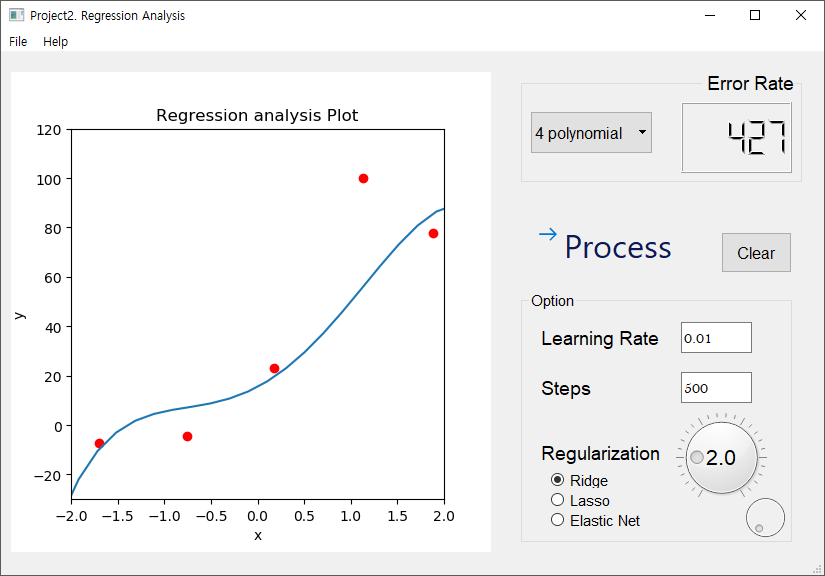 Project2. Regression Analysis
File Help
Regression analysis Plot
120
100
80
60
40
20
0
−20
y
−2.0 −1.5 −1.0 −0.5 0.0 0.5 1.0 1.5 2.0
x
Error Rate
4 polynomial
427
→ Process
Clear
Option
Learning Rate 0.01
Steps 500
Regularization 2.0
Ridge
Lasso
Elastic Net